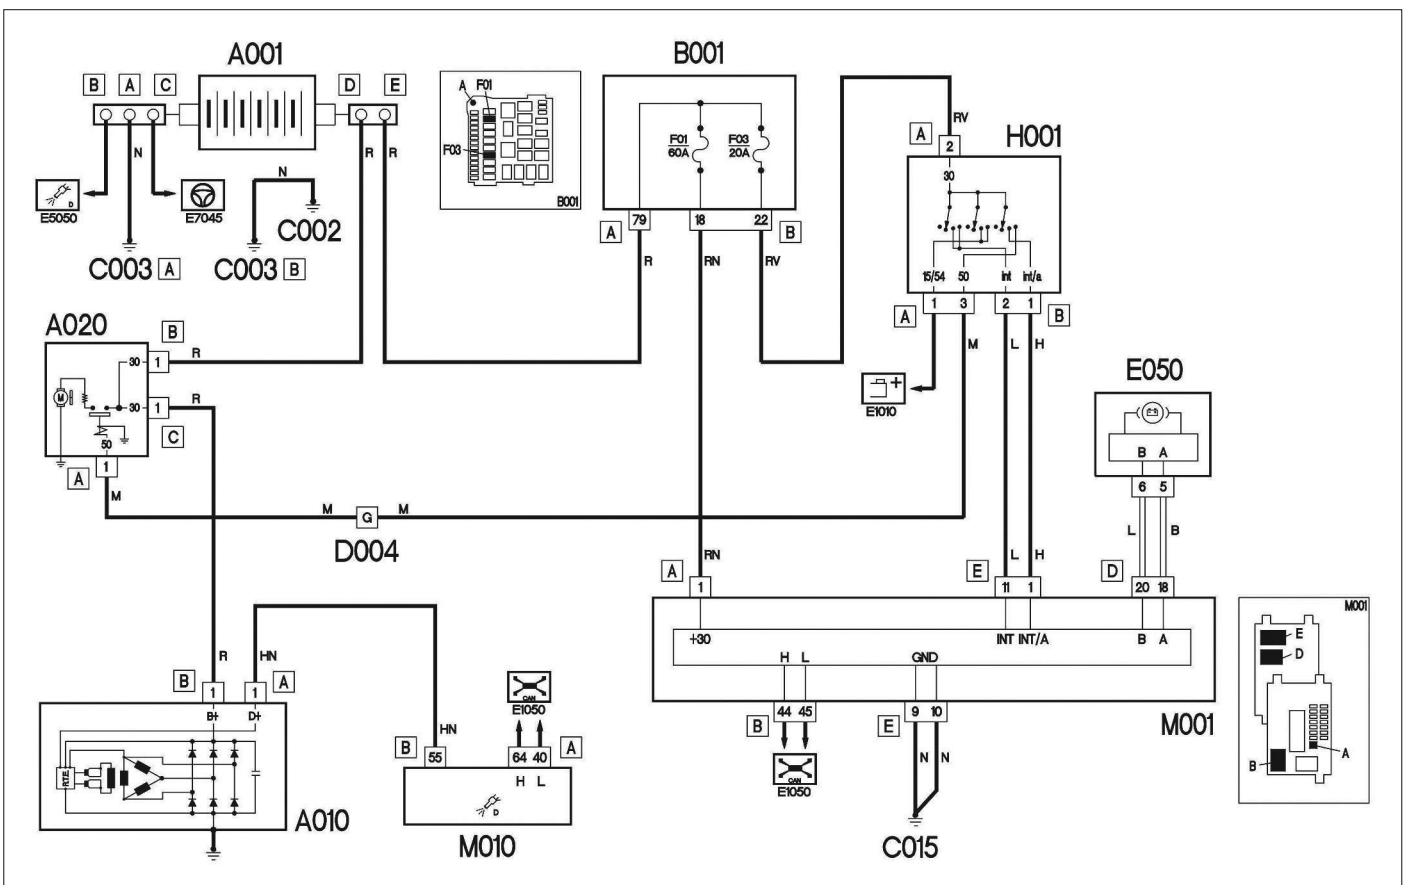 A001
B A C
D E
N
R R
E5050
E7045
N
C002
C003 A
C003 B
A F01
F03
B001
B001
F01
60A
F03
20A
79 18 22
A
B
R RN RV
RV
A 2
H001
30
15/54 50 int int/a
A 1 3 2 1 B
M L H
E1010
A020
B
30 1 R
M
30 1 R
C
50
A 1
M
M G M
D004
E050
B A
6 5
L B
RN
L H
A 1
E 11 1
D 20 18
+30
INT INT/A
B A
H L
GND
B 44 45
E 9 10
M001
CAN
E1050
N N
C015
M001
E
D
A
B
R HN
B 1 1 A
B+ D+
R.T.E.
A010
HN
CAN
E1050
B 55 64 40 A
H L
D
M010